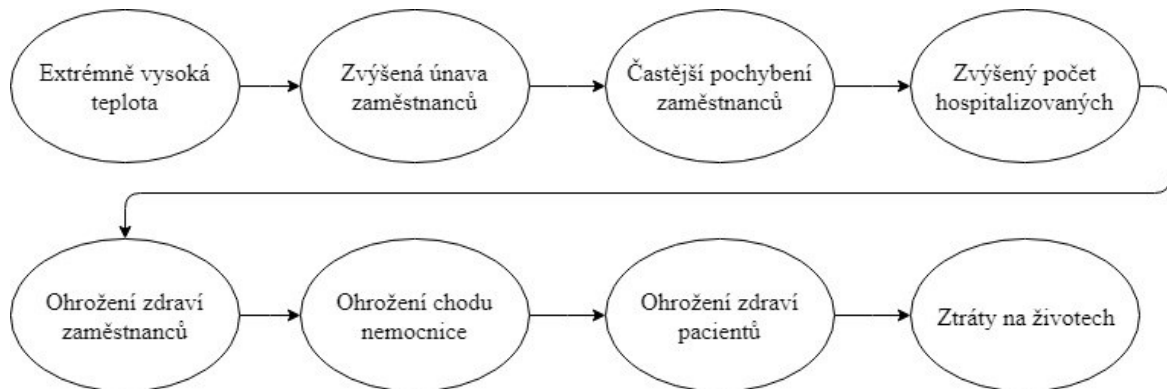 Extrémně vysoká
teplota
Zvýšená únava
zaměstnanců
Častější pochybení
zaměstnanců
Zvýšený počet
hospitalizovaných
Ohrožení zdraví
zaměstnanců
Ohrožení chodu
nemocnice
Ohrožení zdraví
pacientů
Ztráty na životech